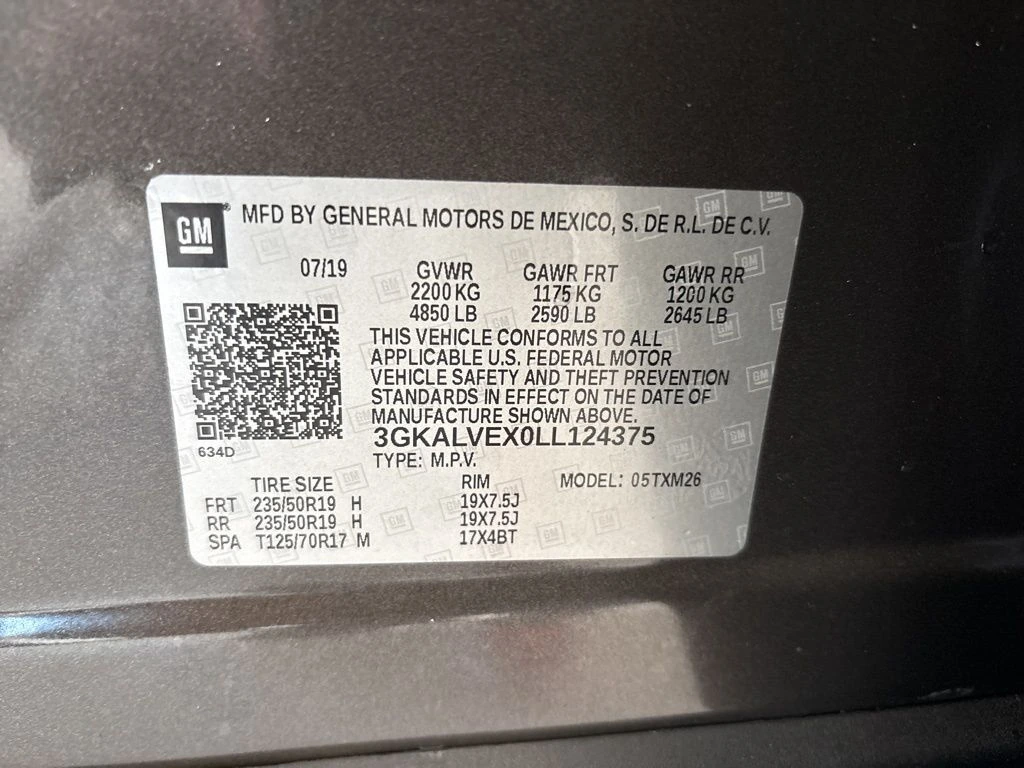 GM
MFD BY GENERAL MOTORS DE MEXICO, S. DE R.L. DE C.V.
07/19 GVWR GAWR FRT GAWR RR
2200 KG 1175 KG 1200 KG
4850 LB 2590 LB 2645 LB
THIS VEHICLE CONFORMS TO ALL
APPLICABLE U.S. FEDERAL MOTOR
VEHICLE SAFETY AND THEFT PREVENTION
STANDARDS IN EFFECT ON THE DATE OF
MANUFACTURE SHOWN ABOVE.
3GKALVEX0LL124375
634D
TYPE: M.P.V.
TIRE SIZE RIM MODEL: 05TXM26
FRT 235/50R19 H 19X7.5J
RR 235/50R19 H 19X7.5J
SPA T125/70R17 M 17X4BT